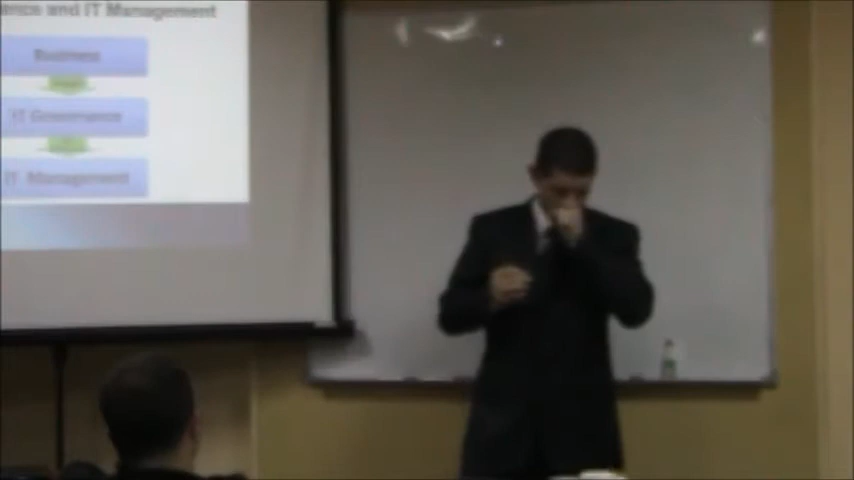 and IT Management
Business
IT Governance
IT Management